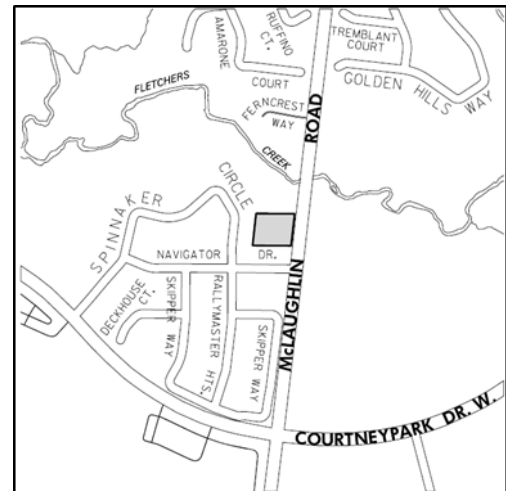 AMARONE
RUFFINO
CT.
COURT
TREMBLANT
COURT
GOLDEN HILLS WAY
FLETCHERS
CREEK
FERNCREST
WAY
McLAUGHLIN ROAD
SPINNAKER CIRCLE
NAVIGATOR DR.
DECKHOUSE
CT.
SKIPPER WAY
RALLYMASTER HTS.
SKIPPER WAY
COURTNEYPARK DR. W.